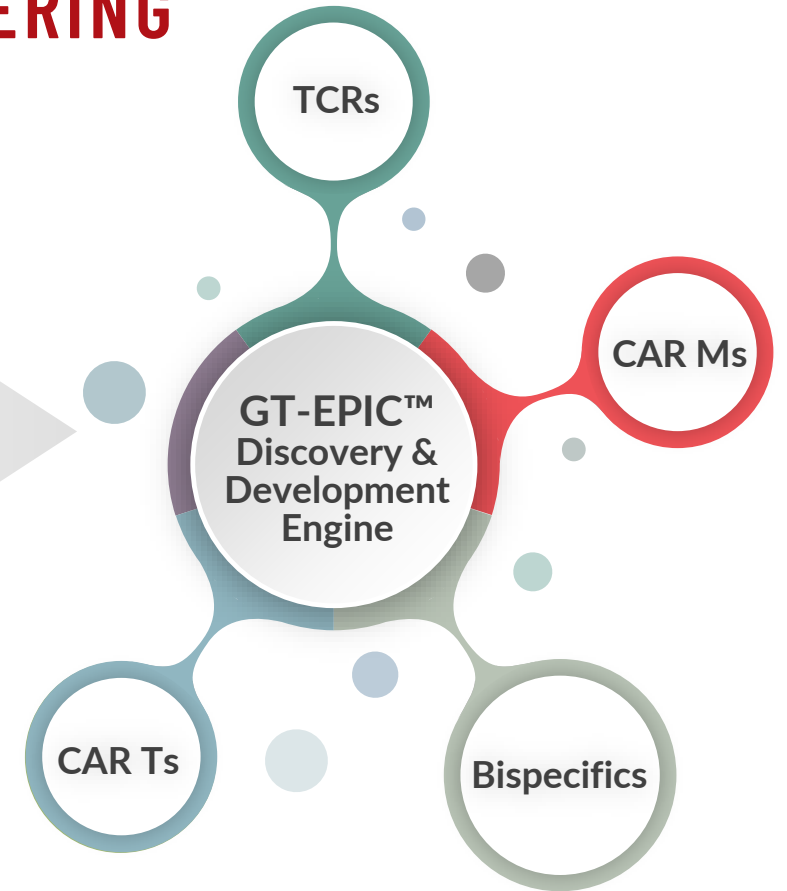 ERING
TCRs
CAR Ms
GT-EPIC™
Discovery &
Development
Engine
CAR Ts
Bispecifics